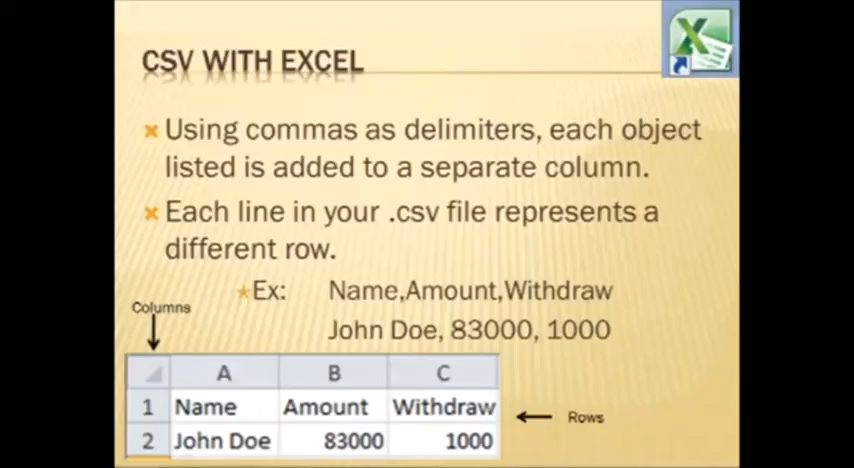 CSV WITH EXCEL
Using commas as delimiters, each object
listed is added to a separate column.
Each line in your .csv file represents a
different row.
Ex: Name,Amount,Withdraw
John Doe, 83000, 1000
Columns
A B C
1 Name Amount Withdraw
Rows
2 John Doe 83000 1000